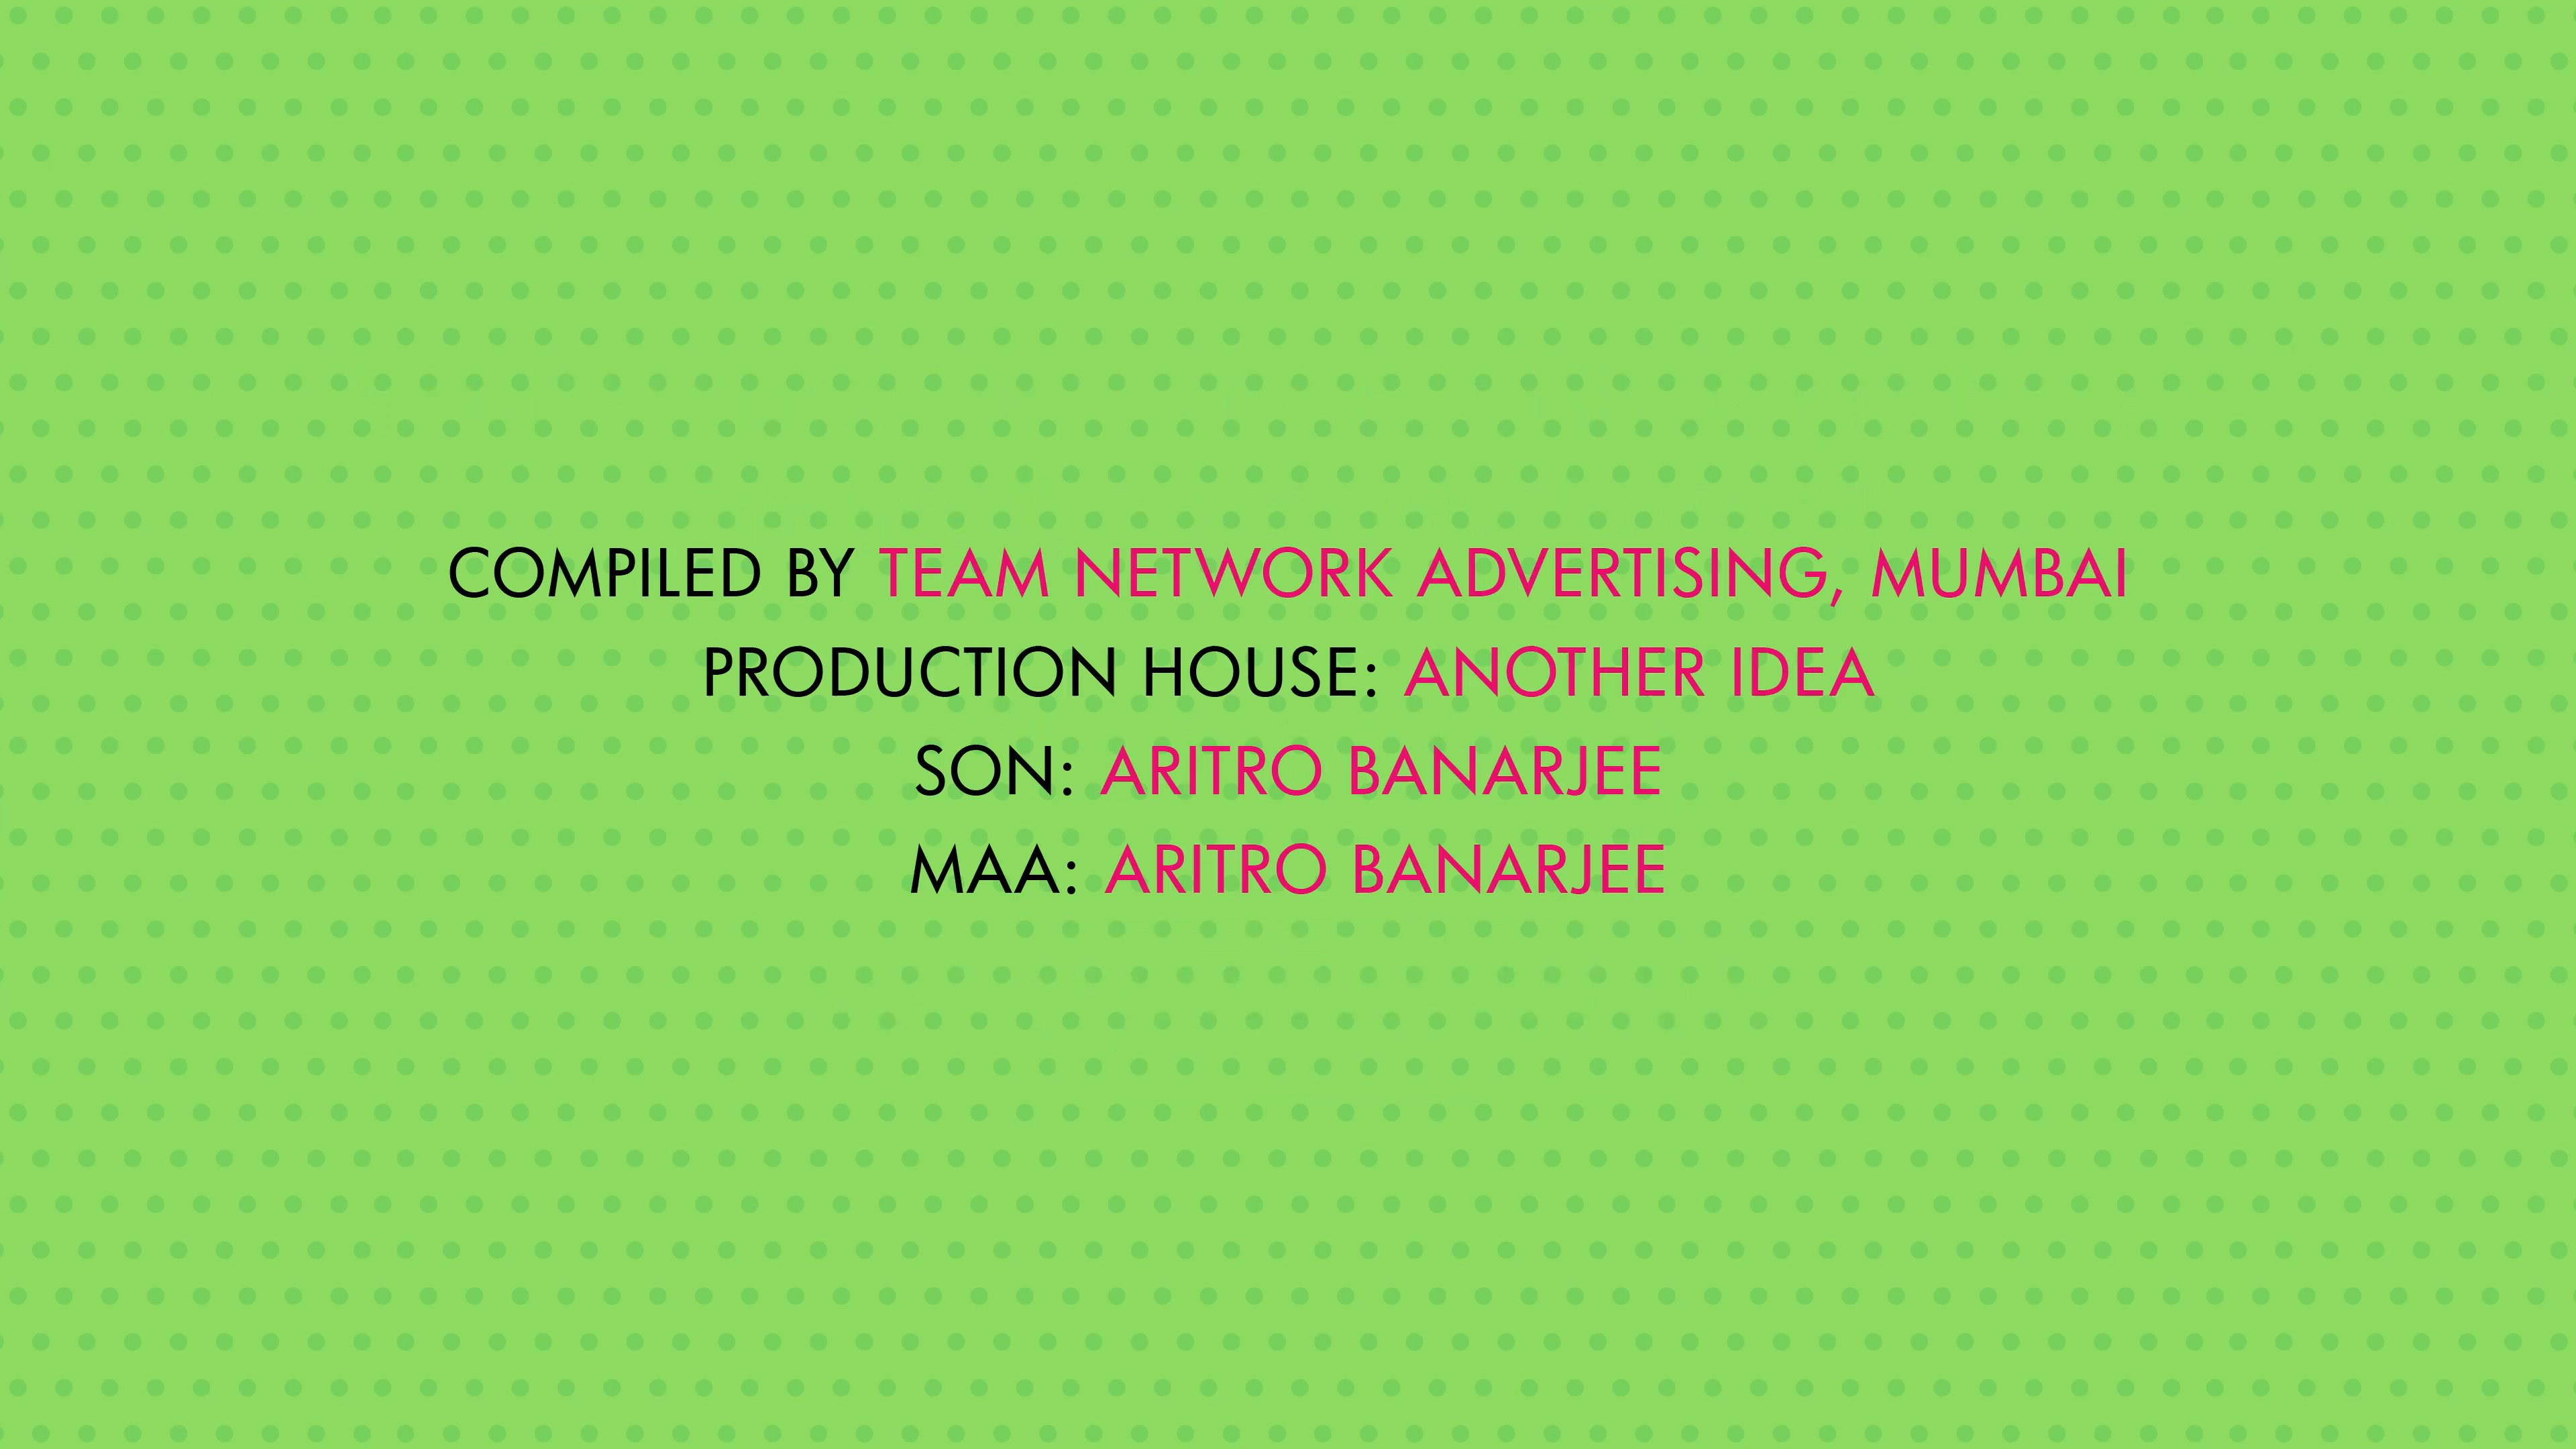 COMPILED BY TEAM NETWORK ADVERTISING, MUMBAI
PRODUCTION HOUSE: ANOTHER IDEA
SON: ARITRO BANARJEE
MAA: ARITRO BANARJEE